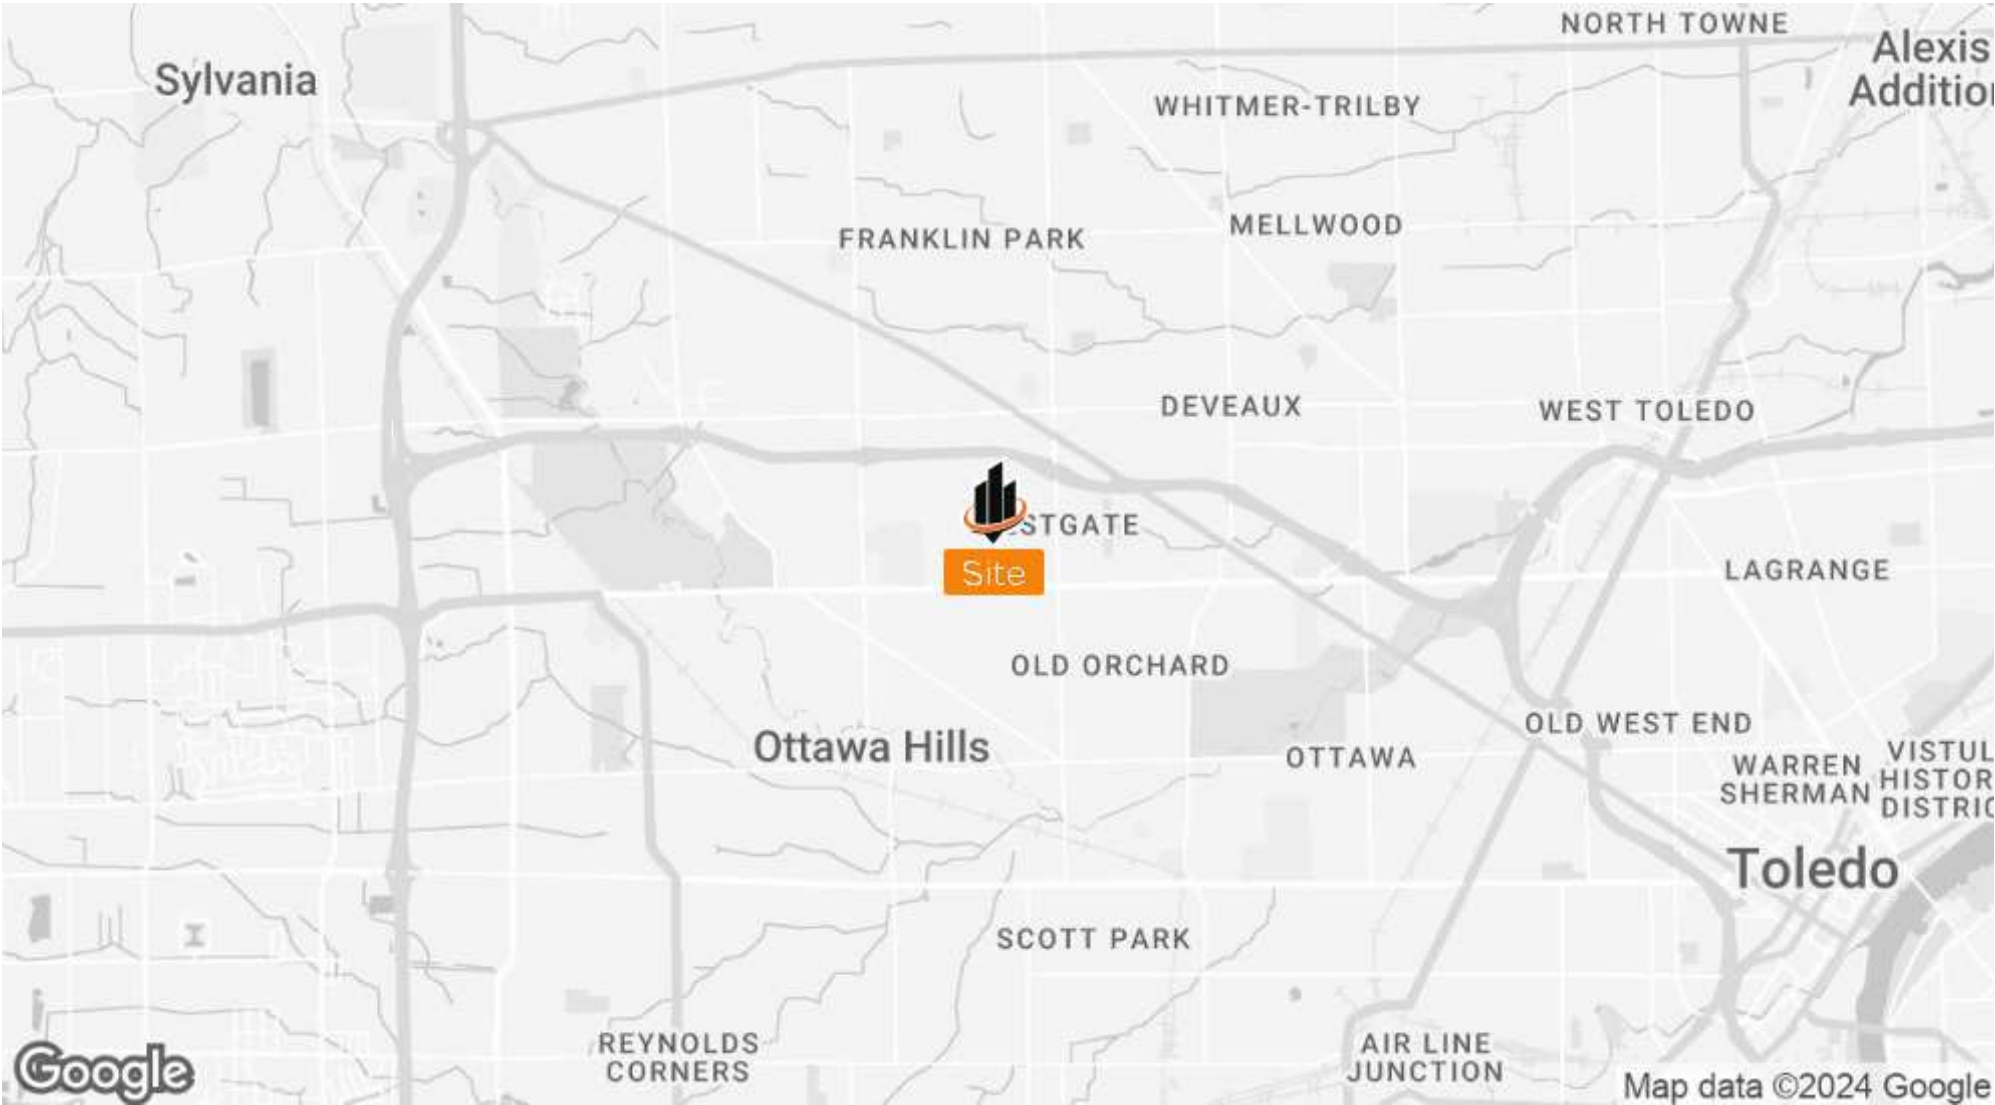 NORTH TOWNE
Alexis
Addition
Sylvania
WHITMER-TRILBY
MELLWOOD
FRANKLIN PARK
DEVEAUX
WEST TOLEDO
STGATE
Site
LAGRANGE
OLD ORCHARD
OLD WEST END
Ottawa Hills
OTTAWA
WARREN
SHERMAN
VISTUL
HISTOR
DISTRIC
Toledo
SCOTT PARK
REYNOLDS
CORNERS
AIR LINE
JUNCTION
Google
Map data ©2024 Google